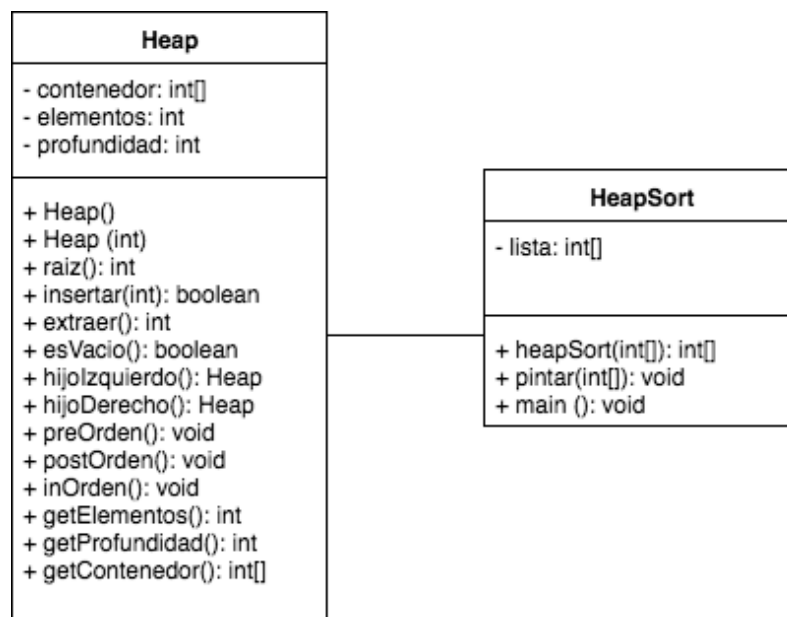 Heap
- contenedor: int[]
- elementos: int
- profundidad: int
+ Heap()
+ Heap (int)
+ raiz(): int
+ insertar(int): boolean
+ extraer(): int
+ esVacio(): boolean
+ hijoIzquierdo(): Heap
+ hijoDerecho(): Heap
+ preOrden(): void
+ postOrden(): void
+ inOrden(): void
+ getElementos(): int
+ getProfundidad(): int
+ getContenedor(): int[]
HeapSort
- lista: int[]
+ heapSort(int[]): int[]
+ pintar(int[]): void
+ main (): void